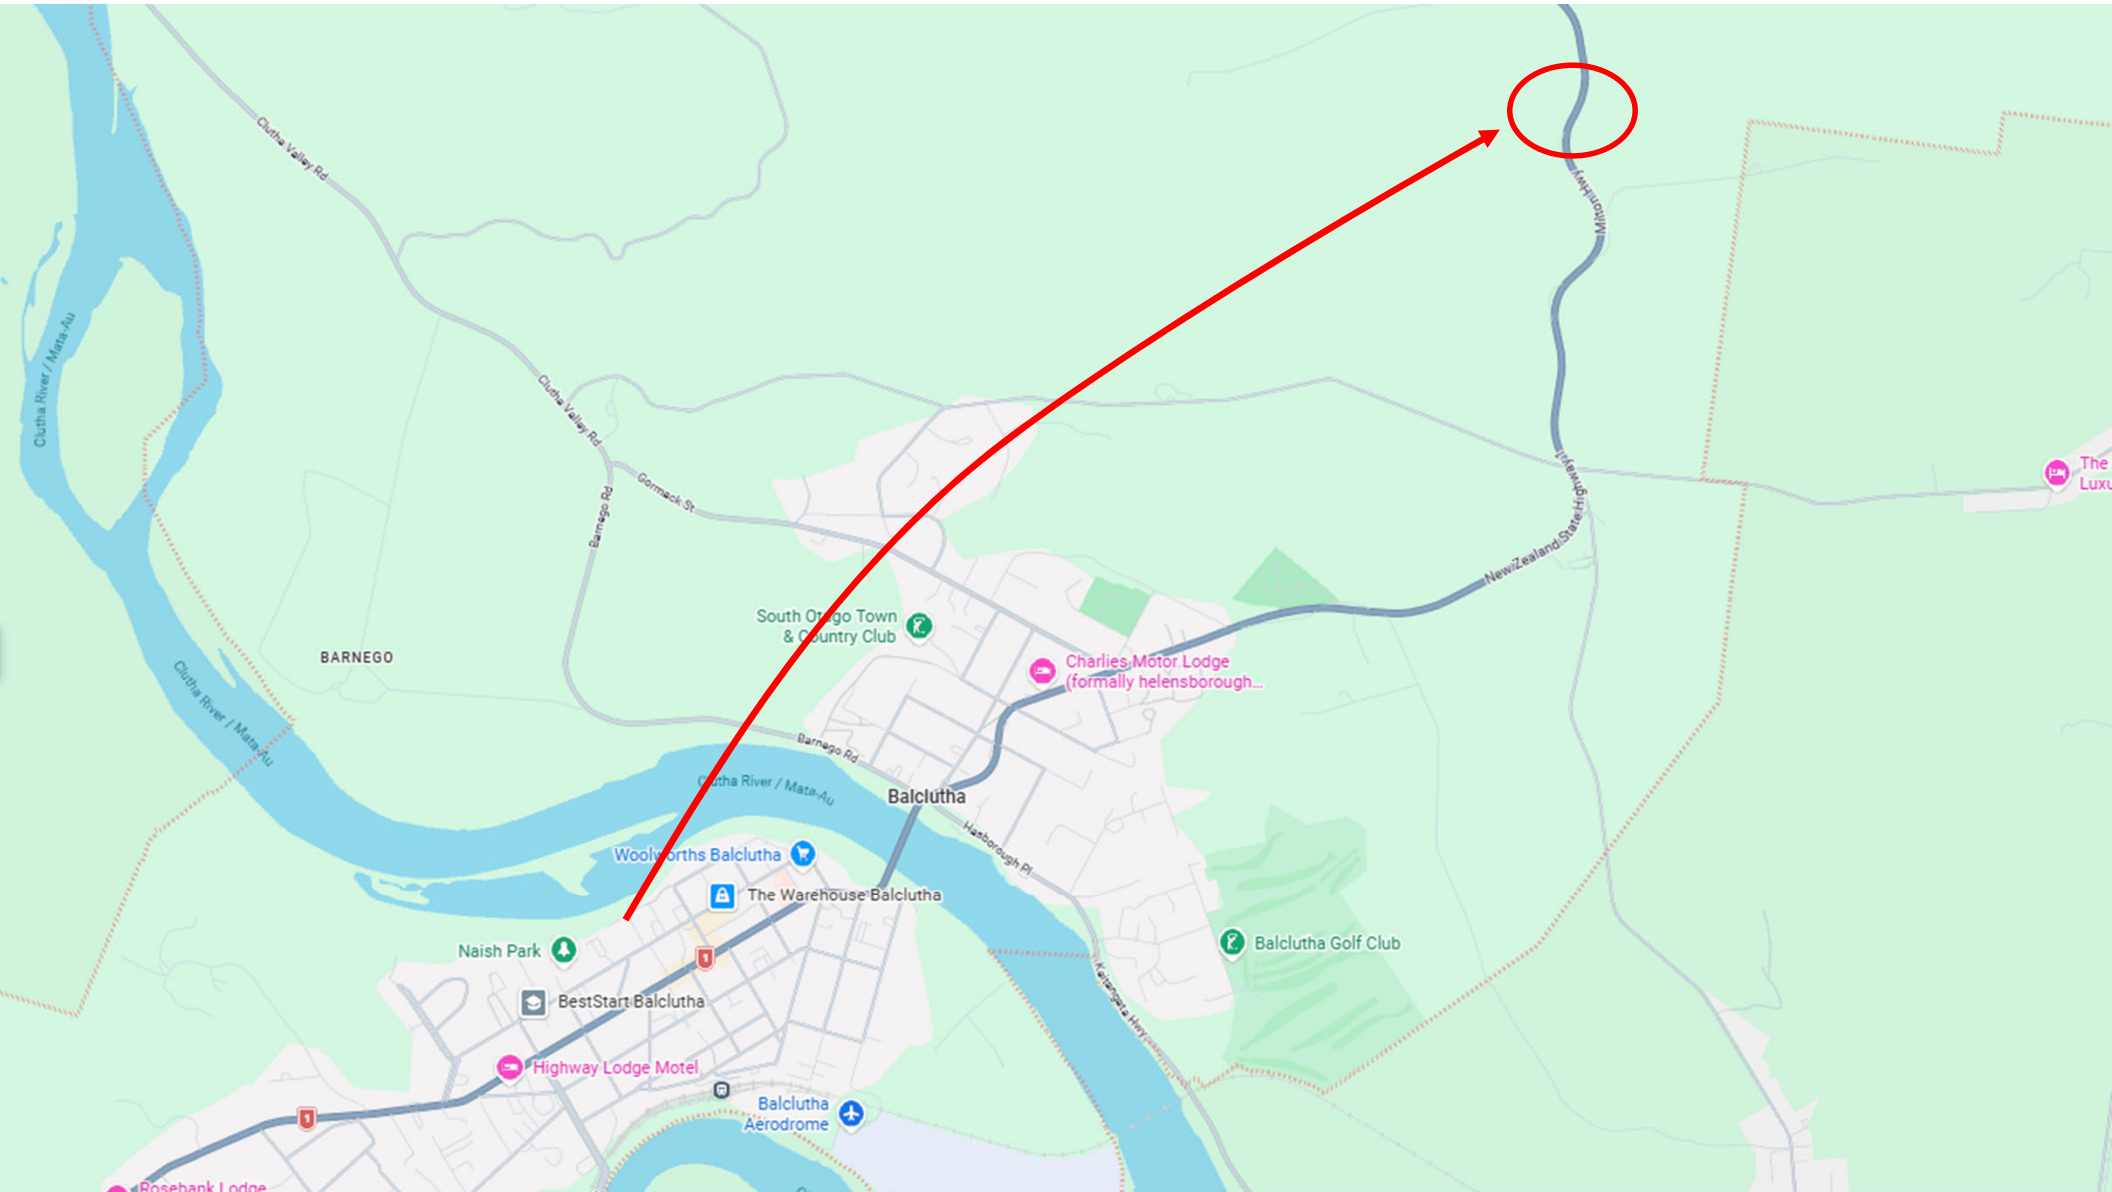 Clutha Valley Rd
Milton Hwy
Clutha River / Mata-Au
Clutha Valley Rd
Gormack St
Barnego Rd
The
Luxu
New Zealand State Highway 1
South Otago Town
& Country Club
BARNEGO
Charlies Motor Lodge
(formally helensborough...
Clutha River / Mata-Au
Barnego Rd
Clutha River / Mata-Au
Balclutha
Hasborough Pl
Woolworths Balclutha
The Warehouse Balclutha
Naish Park
1
Balclutha Golf Club
Kaitangata Hwy
BestStart Balclutha
Highway Lodge Motel
1
Balclutha
Aerodrome
Rosebank Lodge